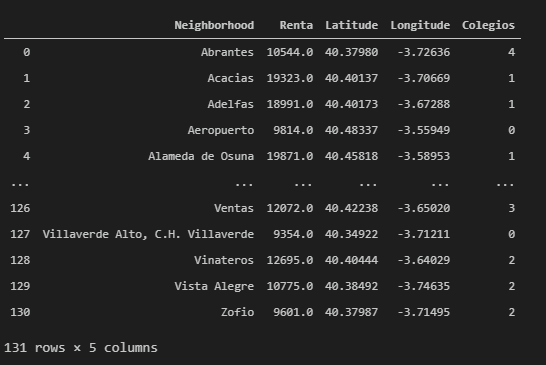 Neighborhood Renta Latitude Longitude Colegios
0 Abrantes 10544.0 40.37980 -3.72636 4
1 Acacias 19323.0 40.40137 -3.70669 1
2 Adelfas 18991.0 40.40173 -3.67288 1
3 Aeropuerto 9814.0 40.48337 -3.55949 0
4 Alameda de Osuna 19871.0 40.45818 -3.58953 1
... ... ... ... ... ...
126 Ventas 12072.0 40.42238 -3.65020 3
127 Villaverde Alto, C.H. Villaverde 9354.0 40.34922 -3.71211 0
128 Vinateros 12695.0 40.40444 -3.64029 2
129 Vista Alegre 10775.0 40.38492 -3.74635 2
130 Zofio 9601.0 40.37987 -3.71495 2
131 rows × 5 columns